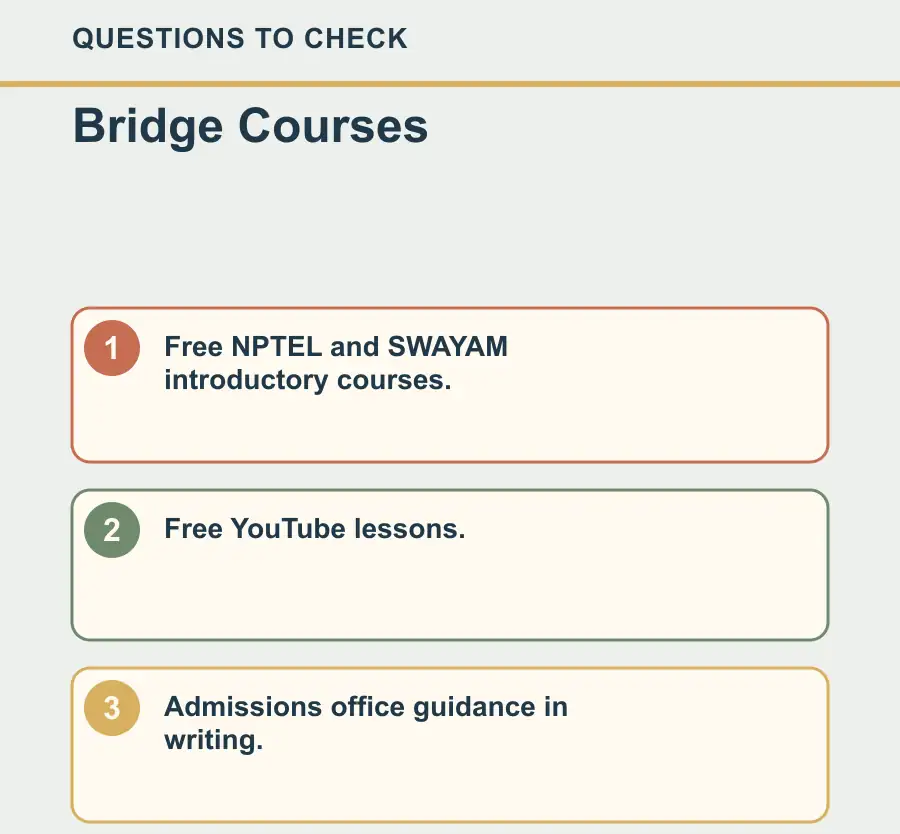 QUESTIONS TO CHECK
Bridge Courses
1
Free NPTEL and SWAYAM
introductory courses.
2
Free YouTube lessons.
3
Admissions office guidance in
writing.